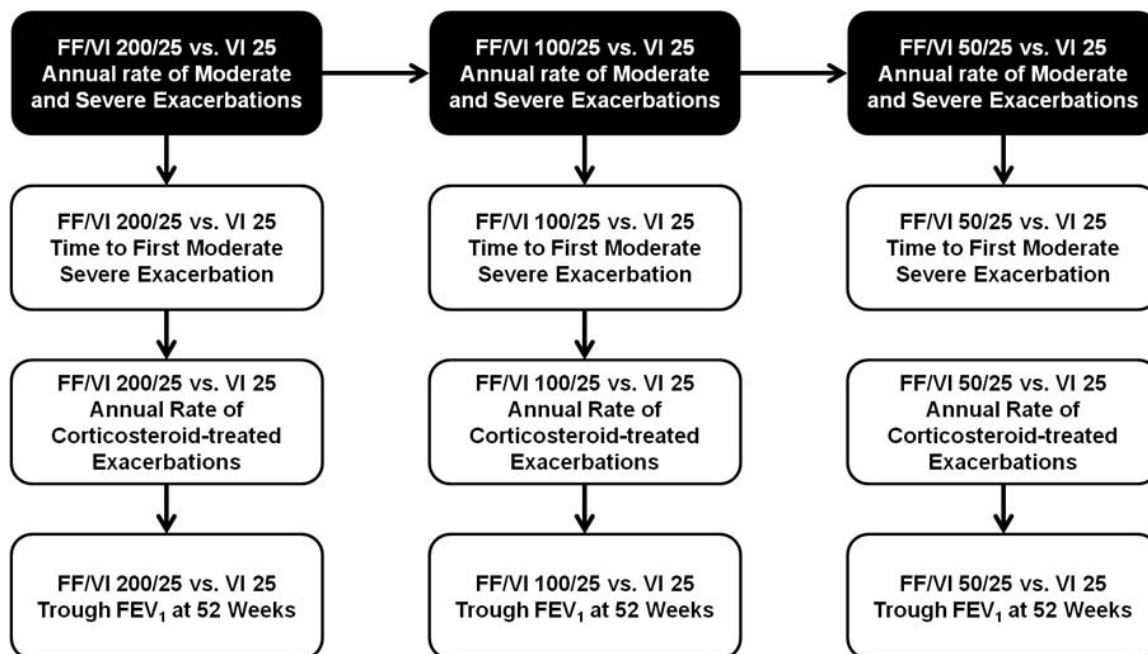 FF/VI 200/25 vs. VI 25
Annual rate of Moderate
and Severe Exacerbations
FF/VI 100/25 vs. VI 25
Annual rate of Moderate
and Severe Exacerbations
FF/VI 50/25 vs. VI 25
Annual rate of Moderate
and Severe Exacerbations
FF/VI 200/25 vs. VI 25
Time to First Moderate
Severe Exacerbation
FF/VI 100/25 vs. VI 25
Time to First Moderate
Severe Exacerbation
FF/VI 50/25 vs. VI 25
Time to First Moderate
Severe Exacerbation
FF/VI 200/25 vs. VI 25
Annual Rate of
Corticosteroid-treated
Exacerbations
FF/VI 100/25 vs. VI 25
Annual Rate of
Corticosteroid-treated
Exacerbations
FF/VI 50/25 vs. VI 25
Annual Rate of
Corticosteroid-treated
Exacerbations
FF/VI 200/25 vs. VI 25
Trough FEV₁ at 52 Weeks
FF/VI 100/25 vs. VI 25
Trough FEV₁ at 52 Weeks
FF/VI 50/25 vs. VI 25
Trough FEV₁ at 52 Weeks